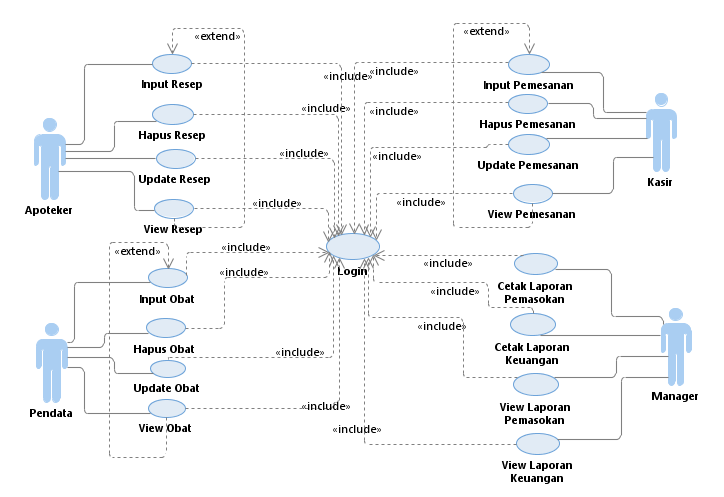 «extend»
Input Resep
«include»
Hapus Resep
«include»
Update Resep
«include»
View Resep
«include»
Apoteker
«extend»
Input Pemesanan
«include»
Hapus Pemesanan
«include»
Update Pemesanan
«include»
View Pemesanan
«include»
Kasir
Login
«extend»
Input Obat
«include»
Hapus Obat
«include»
Update Obat
«include»
View Obat
«include»
Pendata
«include»
Cetak Laporan
Pemasokan
«include»
Cetak Laporan
Keuangan
«include»
View Laporan
Pemasokan
«include»
View Laporan
Keuangan
Manager